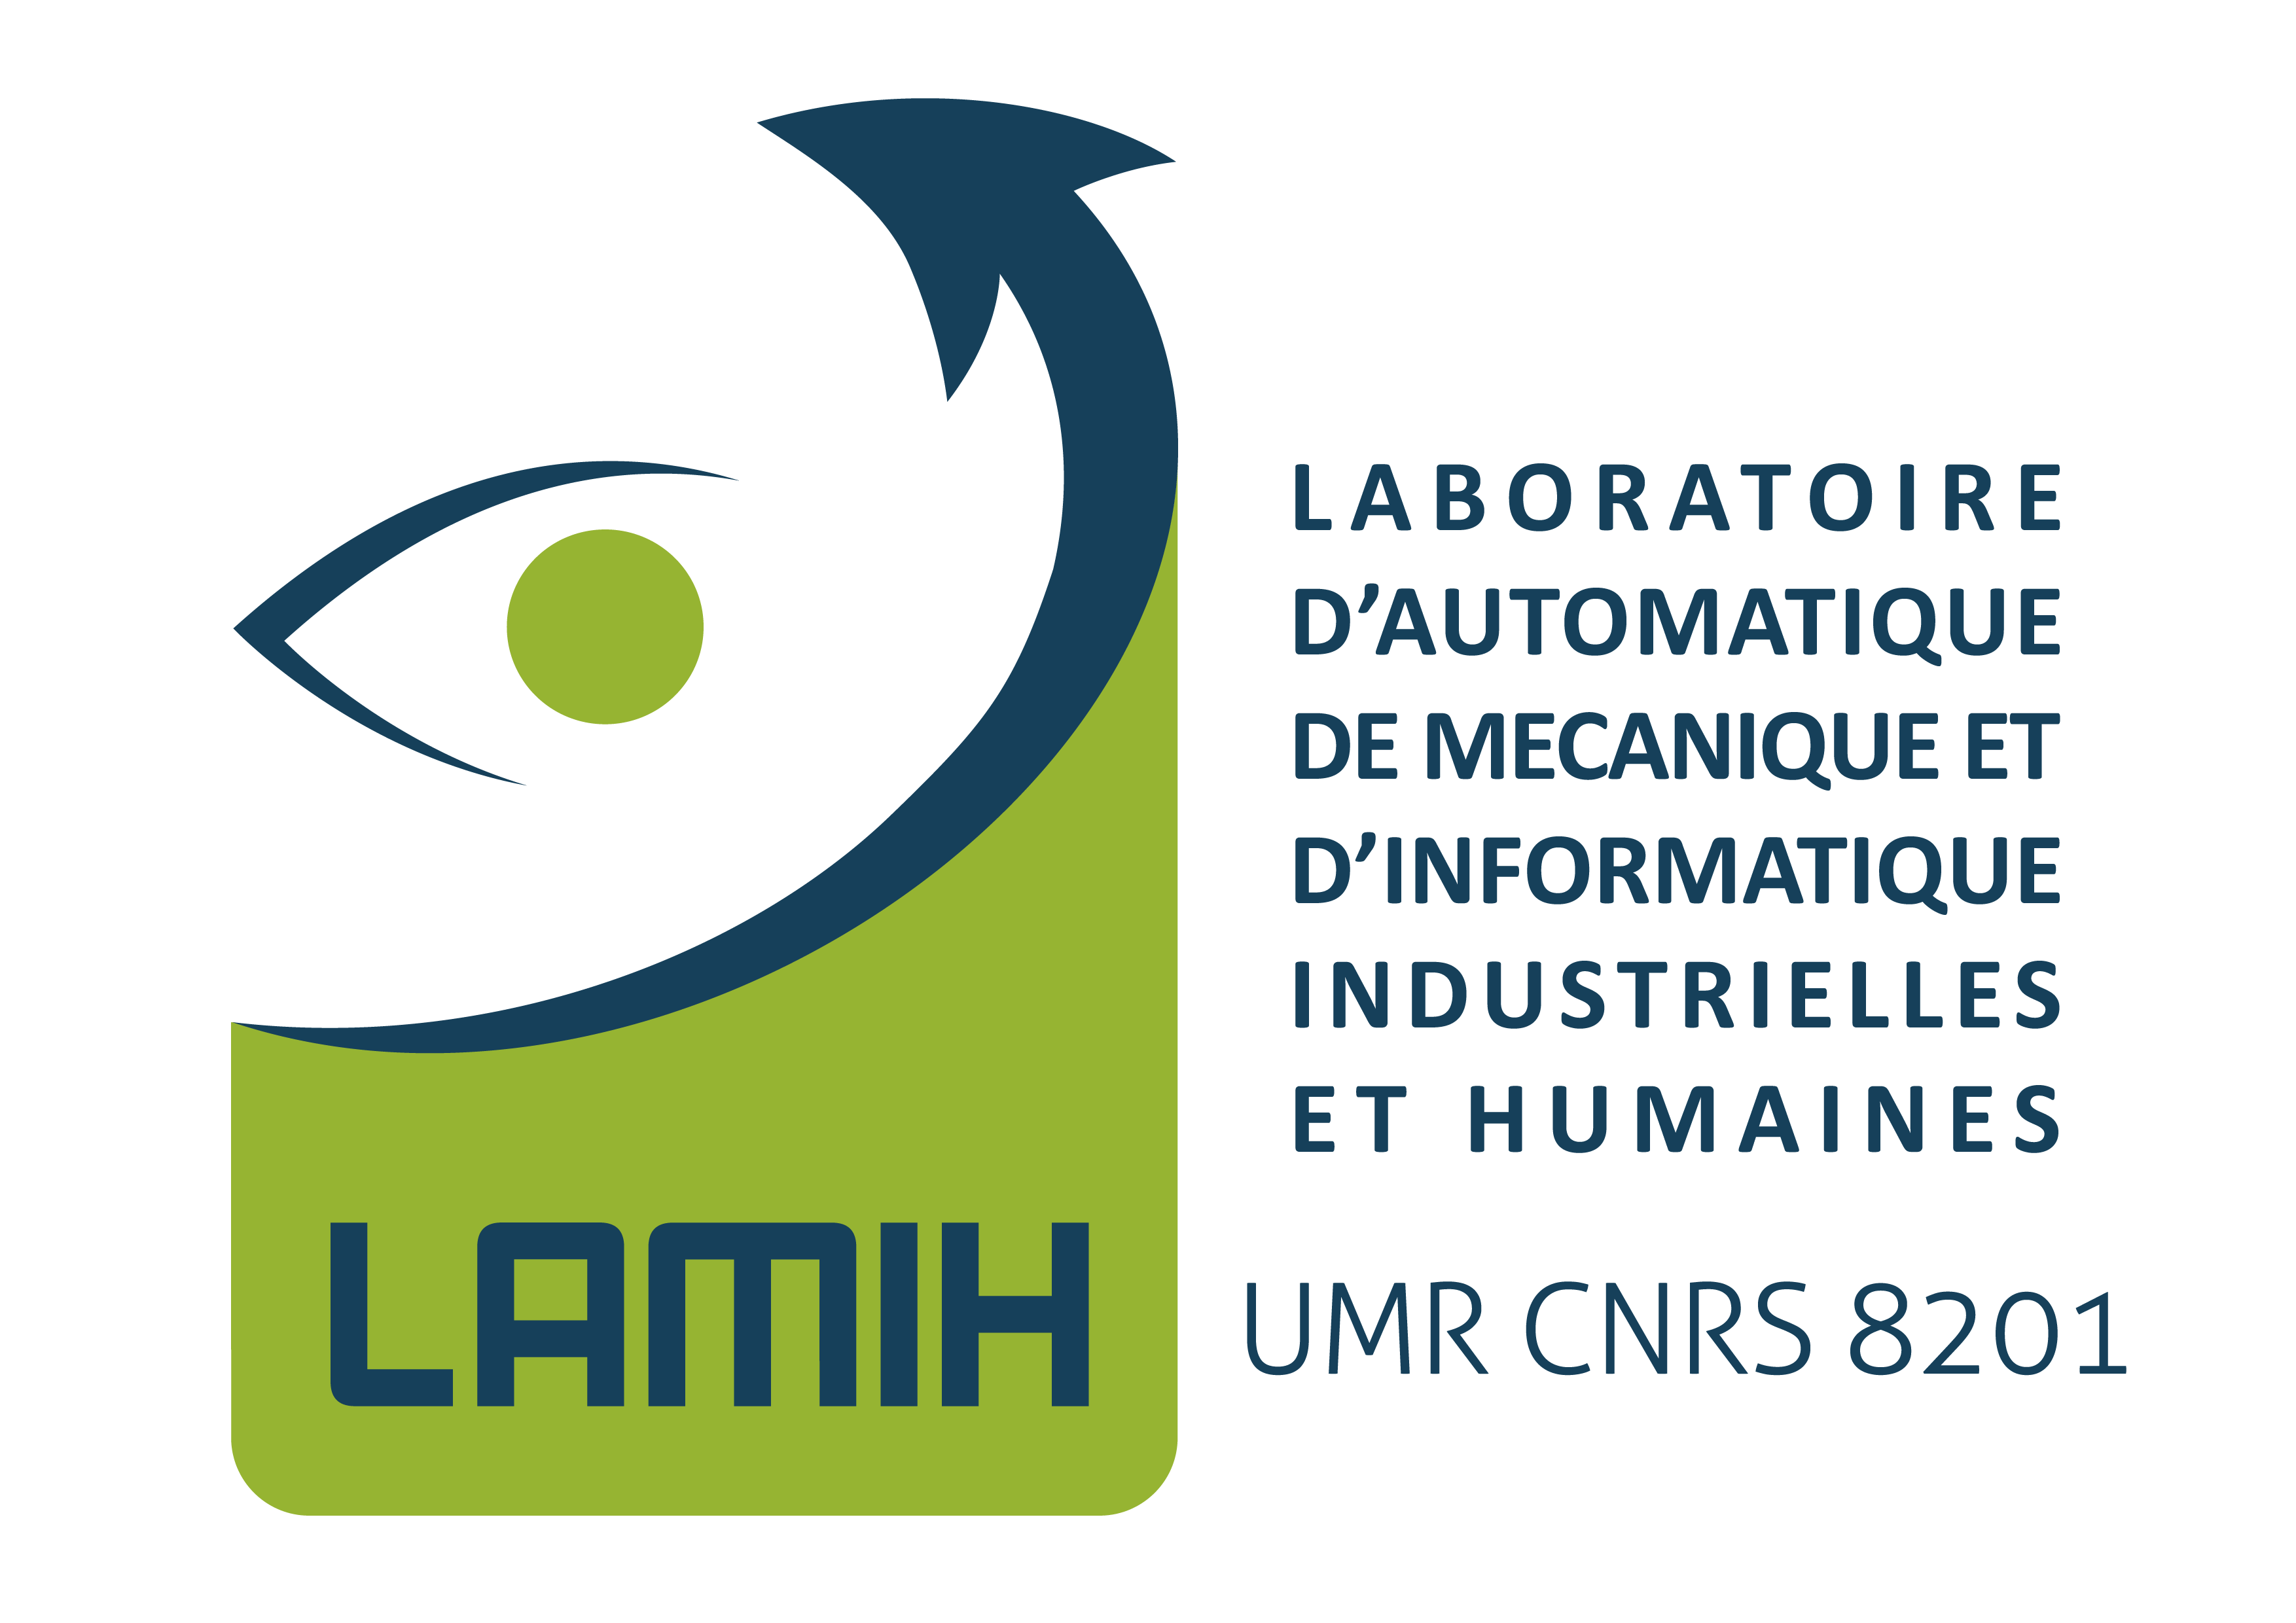 LABORATOIRE
D’AUTOMATIQUE
DE MECANIQUE ET
D’INFORMATIQUE
INDUSTRIELLES
ET HUMAINES
LAMIH
UMR CNRS 8201